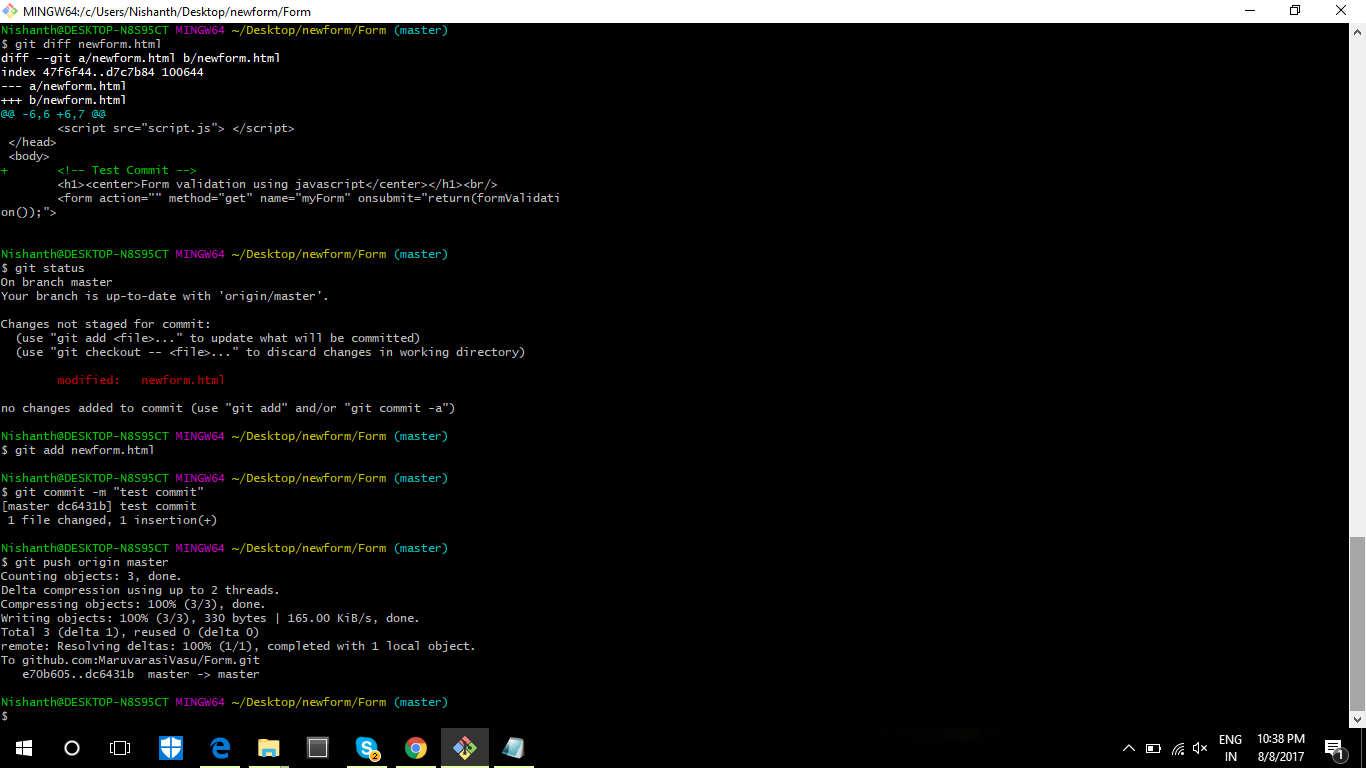 MINGW64:/c/Users/Nishanth/Desktop/newform/Form
Nishanth@DESKTOP-N8S95CT MINGW64 ~/Desktop/newform/Form (master)
$ git diff newform.html
diff --git a/newform.html b/newform.html
index 47f6f44..d7c7b84 100644
--- a/newform.html
+++ b/newform.html
@@ -6,6 +6,7 @@
        <script src="script.js"> </script>
 </head>
 <body>
+       <!-- Test Commit -->
        <h1><center>Form validation using javascript</center></h1><br/>
        <form action="" method="get" name="myForm" onsubmit="return(formValidati
on());">
Nishanth@DESKTOP-N8S95CT MINGW64 ~/Desktop/newform/Form (master)
$ git status
On branch master
Your branch is up-to-date with 'origin/master'.
Changes not staged for commit:
  (use "git add <file>..." to update what will be committed)
  (use "git checkout -- <file>..." to discard changes in working directory)
        modified:   newform.html
no changes added to commit (use "git add" and/or "git commit -a")
Nishanth@DESKTOP-N8S95CT MINGW64 ~/Desktop/newform/Form (master)
$ git add newform.html
Nishanth@DESKTOP-N8S95CT MINGW64 ~/Desktop/newform/Form (master)
$ git commit -m "test commit"
[master dc6431b] test commit
 1 file changed, 1 insertion(+)
Nishanth@DESKTOP-N8S95CT MINGW64 ~/Desktop/newform/Form (master)
$ git push origin master
Counting objects: 3, done.
Delta compression using up to 2 threads.
Compressing objects: 100% (3/3), done.
Writing objects: 100% (3/3), 330 bytes | 165.00 KiB/s, done.
Total 3 (delta 1), reused 0 (delta 0)
remote: Resolving deltas: 100% (1/1), completed with 1 local object.
To github.com:MaruvarasiVasu/Form.git
   e70b605..dc6431b  master -> master
Nishanth@DESKTOP-N8S95CT MINGW64 ~/Desktop/newform/Form (master)
$
2
ENG
IN
10:38 PM
8/8/2017
1